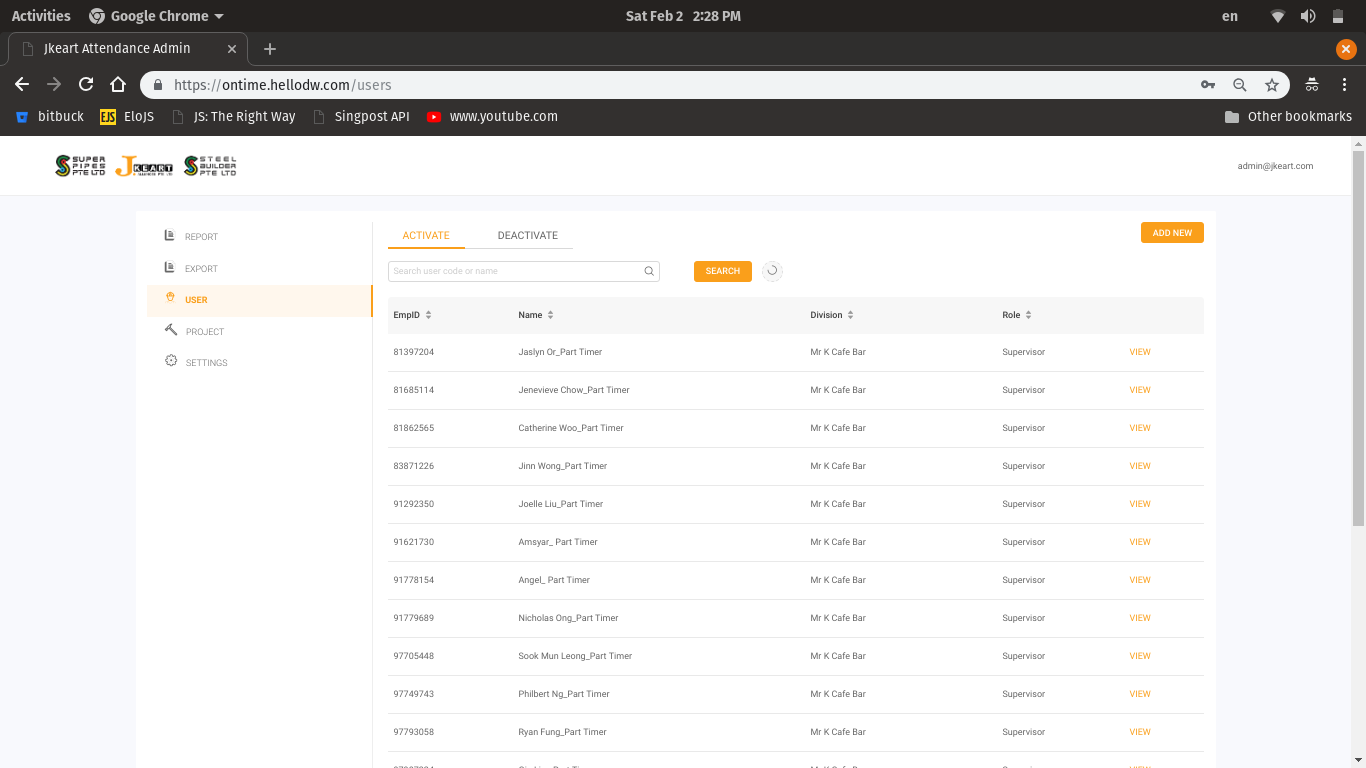 Activities Google Chrome Sat Feb 2 2:28 PM en
Jkeart Attendance Admin
https://ontime.hellodw.com/users
bitbuck EJS EloJS JS: The Right Way Singpost API www.youtube.com Other bookmarks
SUPER PIPES PTE LTD JKEART STEEL BUILDER PTE LTD admin@jkeart.com
REPORT
EXPORT
USER
PROJECT
SETTINGS
ACTIVATE DEACTIVATE ADD NEW
Search user code or name SEARCH
EmpID Name Division Role
81397204 Jaslyn Or_Part Timer Mr K Cafe Bar Supervisor VIEW
81685114 Jenevieve Chow_Part Timer Mr K Cafe Bar Supervisor VIEW
81862565 Catherine Woo_Part Timer Mr K Cafe Bar Supervisor VIEW
83871226 Jinn Wong_Part Timer Mr K Cafe Bar Supervisor VIEW
91292350 Joelle Liu_Part Timer Mr K Cafe Bar Supervisor VIEW
91621730 Amsyar_ Part Timer Mr K Cafe Bar Supervisor VIEW
91778154 Angel_ Part Timer Mr K Cafe Bar Supervisor VIEW
91779689 Nicholas Ong_Part Timer Mr K Cafe Bar Supervisor VIEW
97705448 Sook Mun Leong_Part Timer Mr K Cafe Bar Supervisor VIEW
97749743 Philbert Ng_Part Timer Mr K Cafe Bar Supervisor VIEW
97793058 Ryan Fung_Part Timer Mr K Cafe Bar Supervisor VIEW